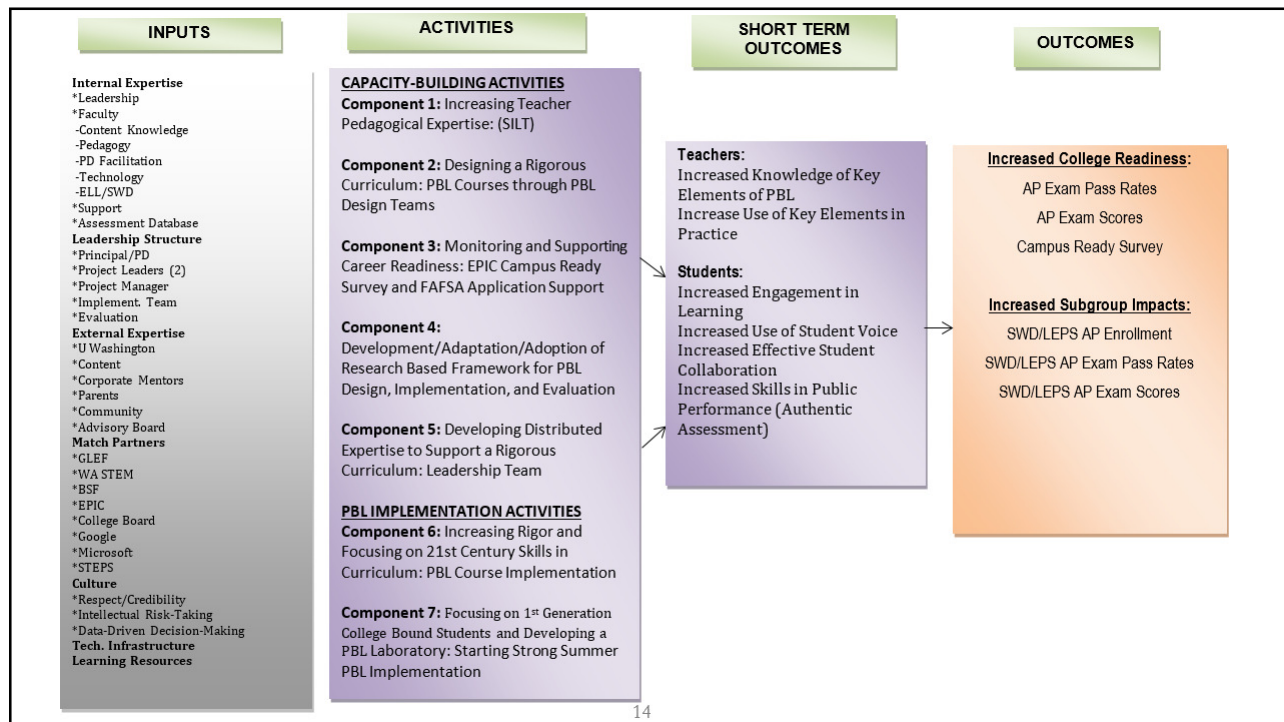 INPUTS
Internal Expertise
*Leadership
*Faculty
-Content Knowledge
-Pedagogy
-PD Facilitation
-Technology
-ELL/SWD
*Support
*Assessment Database
Leadership Structure
*Principal/PD
*Project Leaders (2)
*Project Manager
*Implement. Team
*Evaluation
External Expertise
*U Washington
*Content
*Corporate Mentors
*Parents
*Community
*Advisory Board
Match Partners
*GLEF
*WA STEM
*BSF
*EPIC
*College Board
*Google
*Microsoft
*STEPS
Culture
*Respect/Credibility
*Intellectual Risk-Taking
*Data-Driven Decision-Making
Tech. Infrastructure
Learning Resources
ACTIVITIES
CAPACITY-BUILDING ACTIVITIES
Component 1: Increasing Teacher
Pedagogical Expertise: (SILT)
Component 2: Designing a Rigorous
Curriculum: PBL Courses through PBL
Design Teams
Component 3: Monitoring and Supporting
Career Readiness: EPIC Campus Ready
Survey and FAFSA Application Support
Component 4:
Development/Adaptation/Adoption of
Research Based Framework for PBL
Design, Implementation, and Evaluation
Component 5: Developing Distributed
Expertise to Support a Rigorous
Curriculum: Leadership Team
PBL IMPLEMENTATION ACTIVITIES
Component 6: Increasing Rigor and
Focusing on 21st Century Skills in
Curriculum: PBL Course Implementation
Component 7: Focusing on 1st Generation
College Bound Students and Developing a
PBL Laboratory: Starting Strong Summer
PBL Implementation
SHORT TERM
OUTCOMES
Teachers:
Increased Knowledge of Key
Elements of PBL
Increase Use of Key Elements in
Practice
Students:
Increased Engagement in
Learning
Increased Use of Student Voice
Increased Effective Student
Collaboration
Increased Skills in Public
Performance (Authentic
Assessment)
OUTCOMES
Increased College Readiness:
AP Exam Pass Rates
AP Exam Scores
Campus Ready Survey
Increased Subgroup Impacts:
SWD/LEPS AP Enrollment
SWD/LEPS AP Exam Pass Rates
SWD/LEPS AP Exam Scores
14